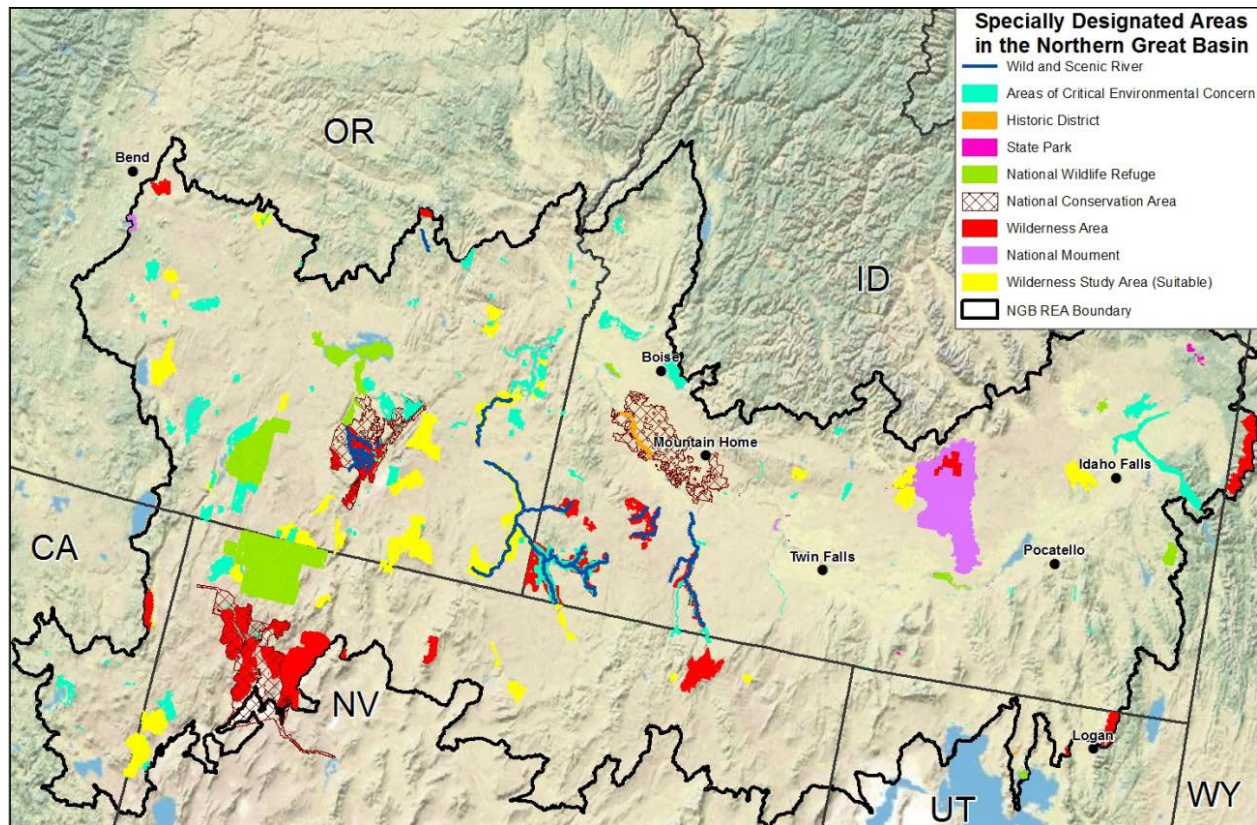 Specially Designated Areas
in the Northern Great Basin
Wild and Scenic River
Areas of Critical Environmental Concern
Historic District
State Park
National Wildlife Refuge
National Conservation Area
Wilderness Area
National Mounment
Wilderness Study Area (Suitable)
NGB REA Boundary
OR
Bend
ID
Boise
Mountain Home
Idaho Falls
CA
Twin Falls
Pocatello
NV
Logan
UT
WY